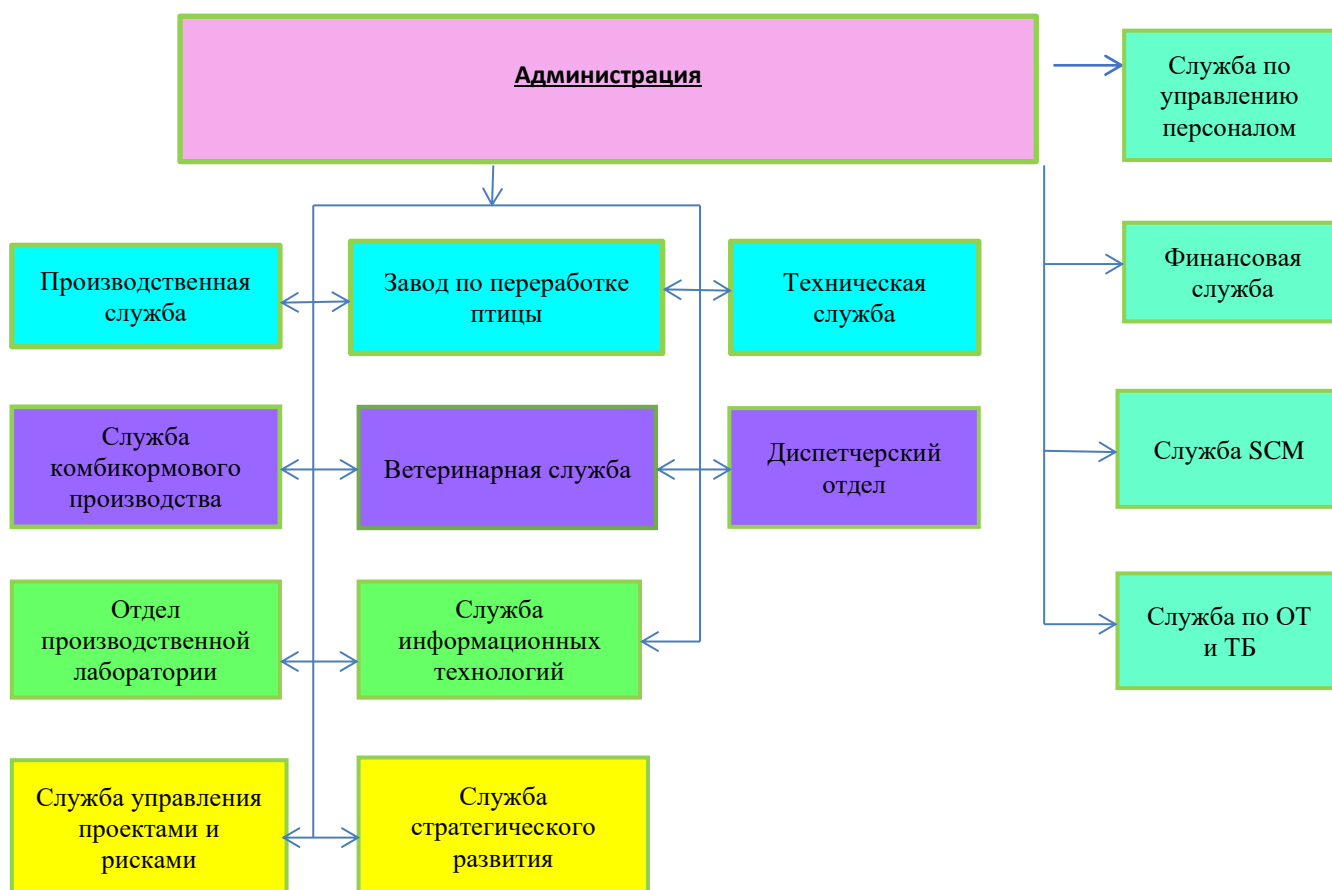 Администрация
Служба по
управлению
персоналом
Производственная
служба
Завод по переработке
птицы
Техническая
служба
Финансовая
служба
Служба
комбикормового
производства
Ветеринарная служба
Диспетчерский
отдел
Служба SCM
Отдел
производственной
лаборатории
Служба
информационных
технологий
Служба по ОТ
и ТБ
Служба управления
проектами и
рисками
Служба
стратегического
развития